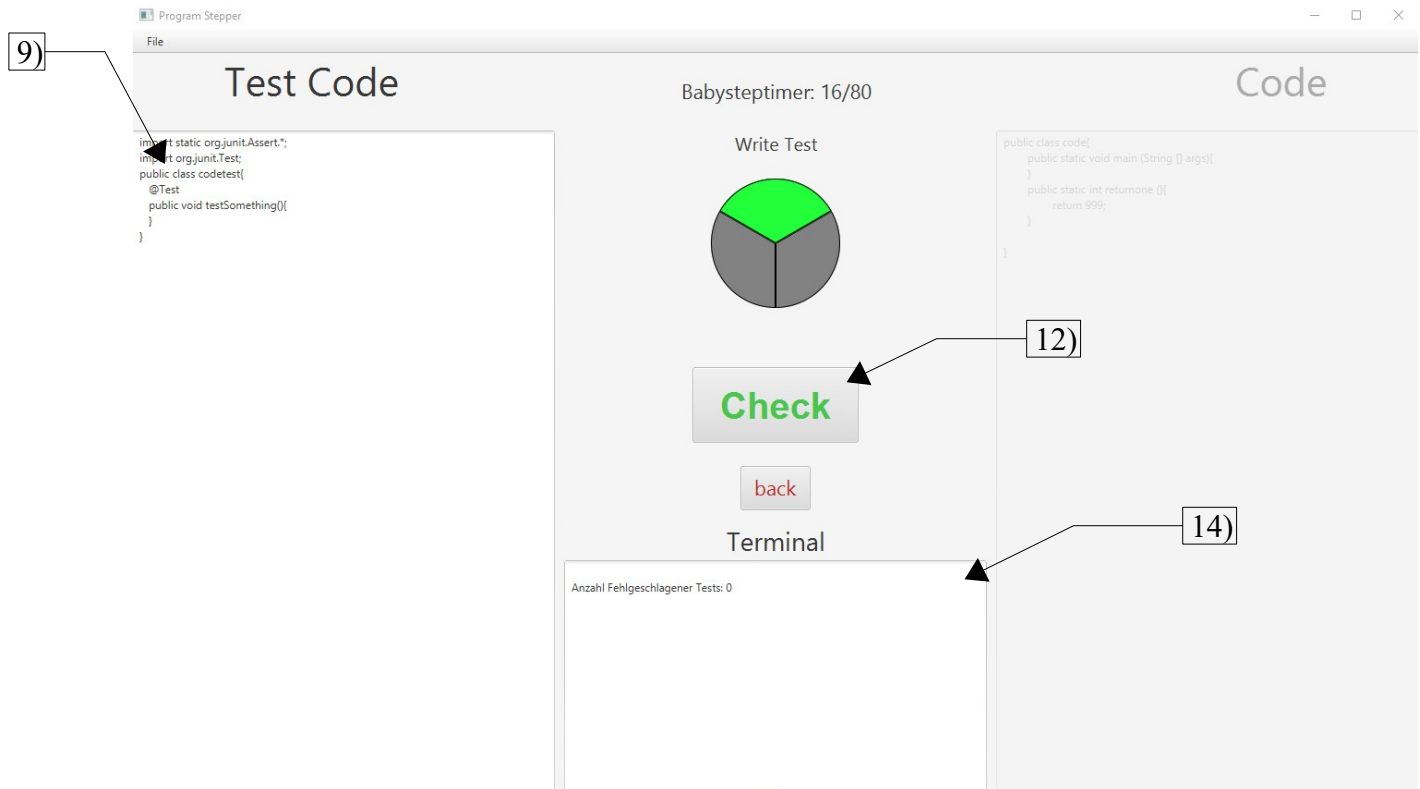 Program Stepper
File
9)
Test Code
import static org.junit.Assert.*;
import org.junit.Test;
public class codetest{
@Test
public void testSomething(){
}
}
Babysteptimer: 16/80
Write Test
12)
Check
back
Terminal
14)
Anzahl Fehlgeschlagener Tests: 0
Code
public class code{
public static void main (String [] args){
}
public static int returnone (){
return 999;
}
}